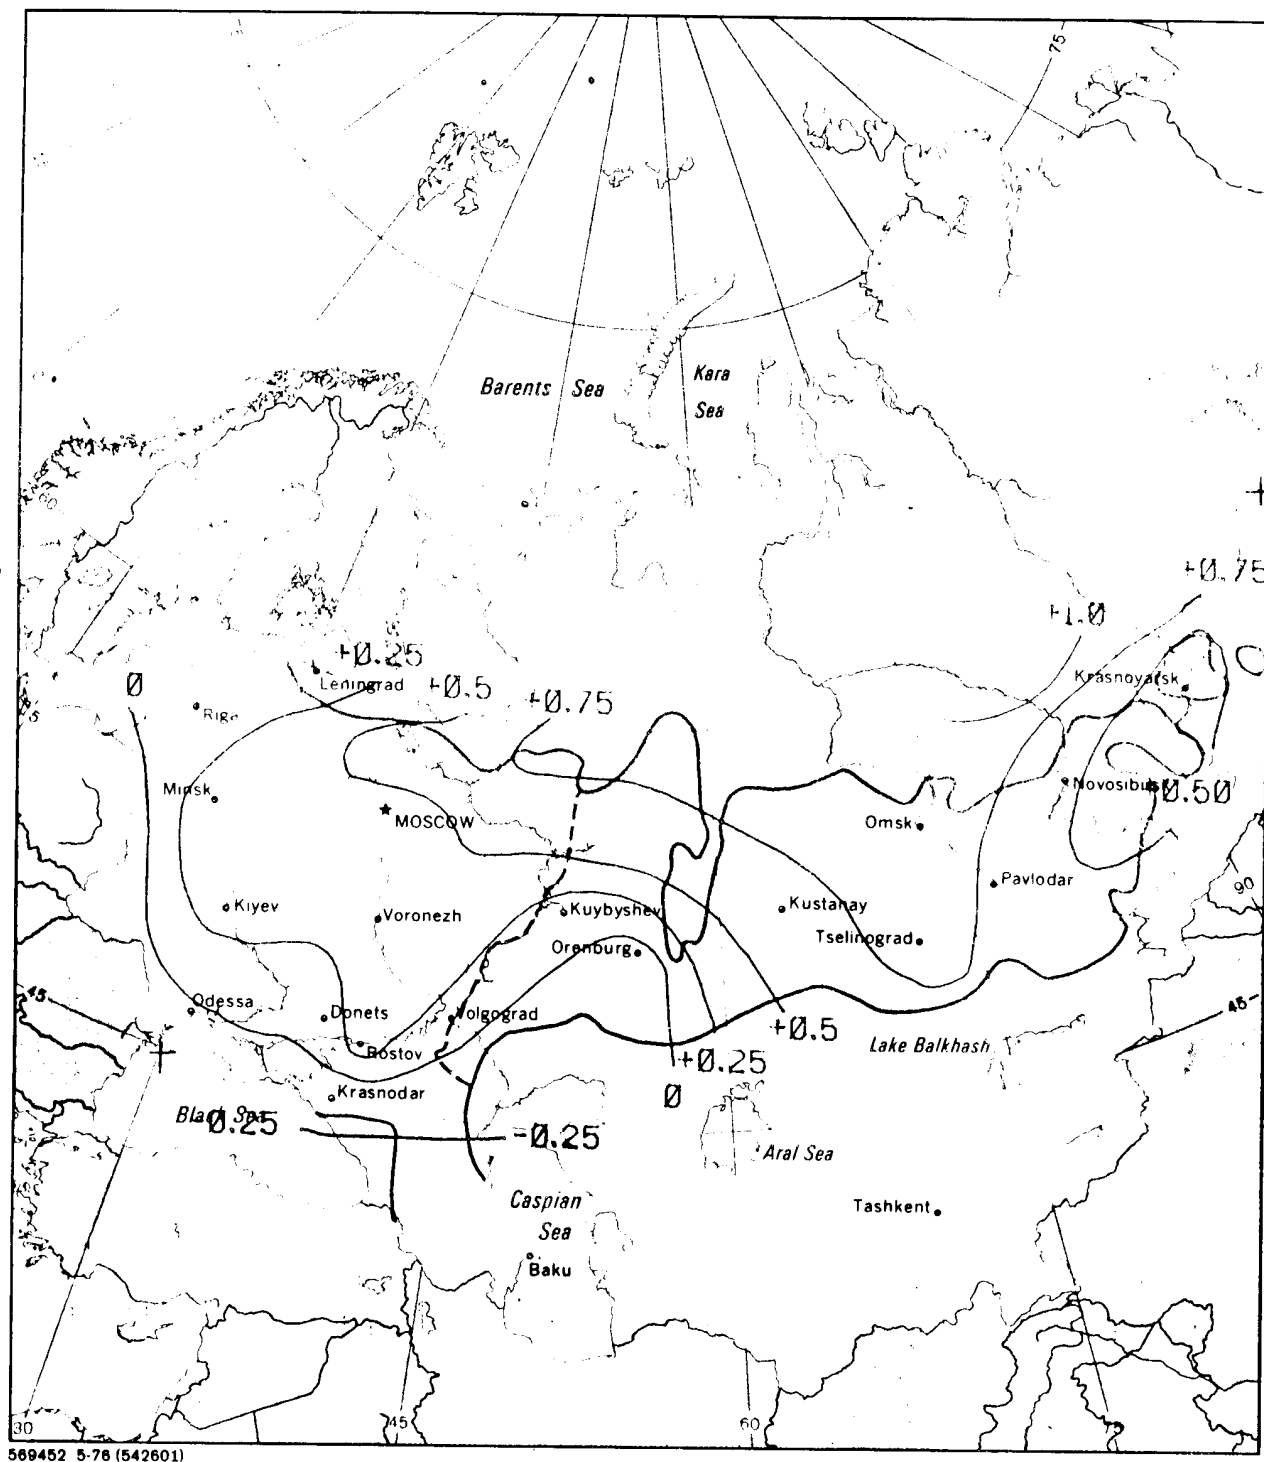 75
Barents Sea
Kara
Sea
+0.75
+1.0
+0.25
Leningrad
+0.5
+0.75
0
Krasnoyarsk
Riga
Minsk
MOSCOW
Novosibirsk
+0.50
Omsk
Pavlodar
90
Kiyev
Voronezh
Kuybyshev
Kustanay
Orenburg
Tselinograd
45
Odessa
Donets
Volgograd
45
+0.5
Rostov
Lake Balkhash
+0.25
0
Krasnodar
Black Sea
-0.25
-0.25
Aral Sea
Caspian
Sea
Tashkent
Baku
30
45
60
569452 5-76 (542601)